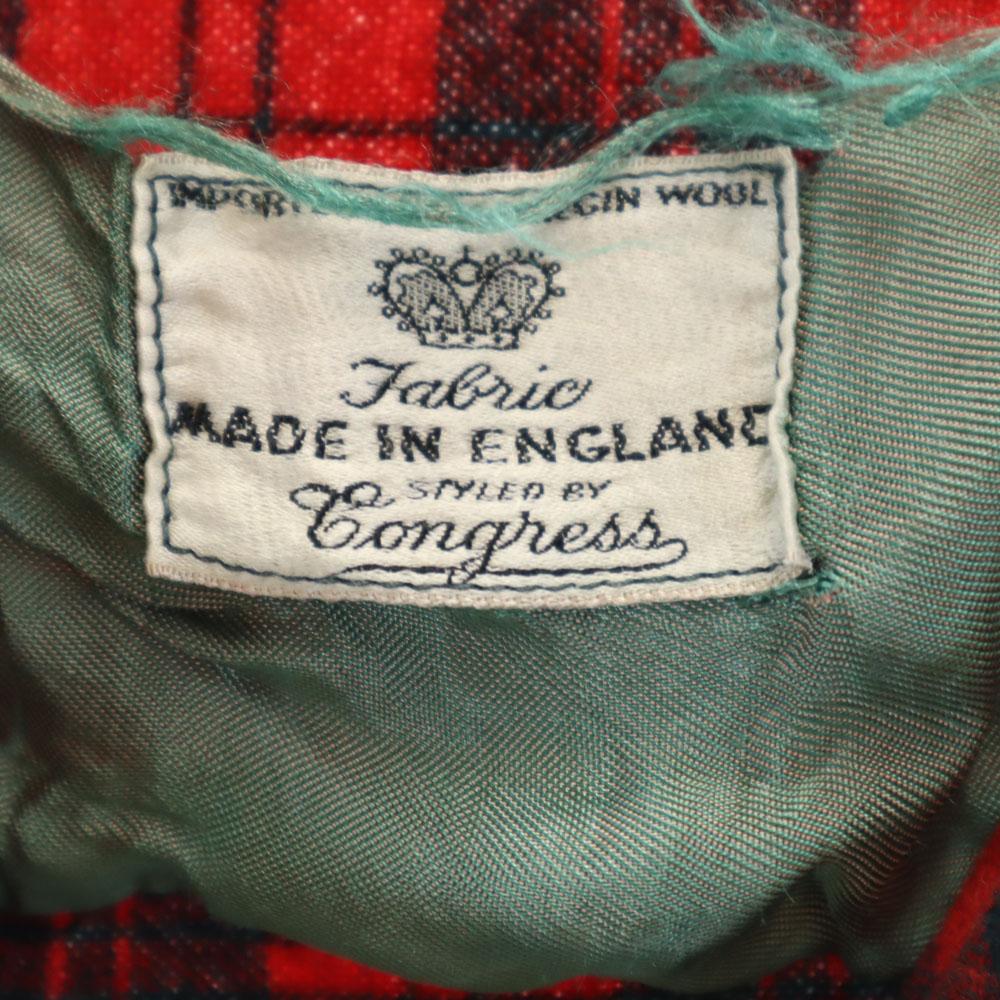 WOOL
Fabric
MADE IN ENGLAND
STYLED BY
Congress